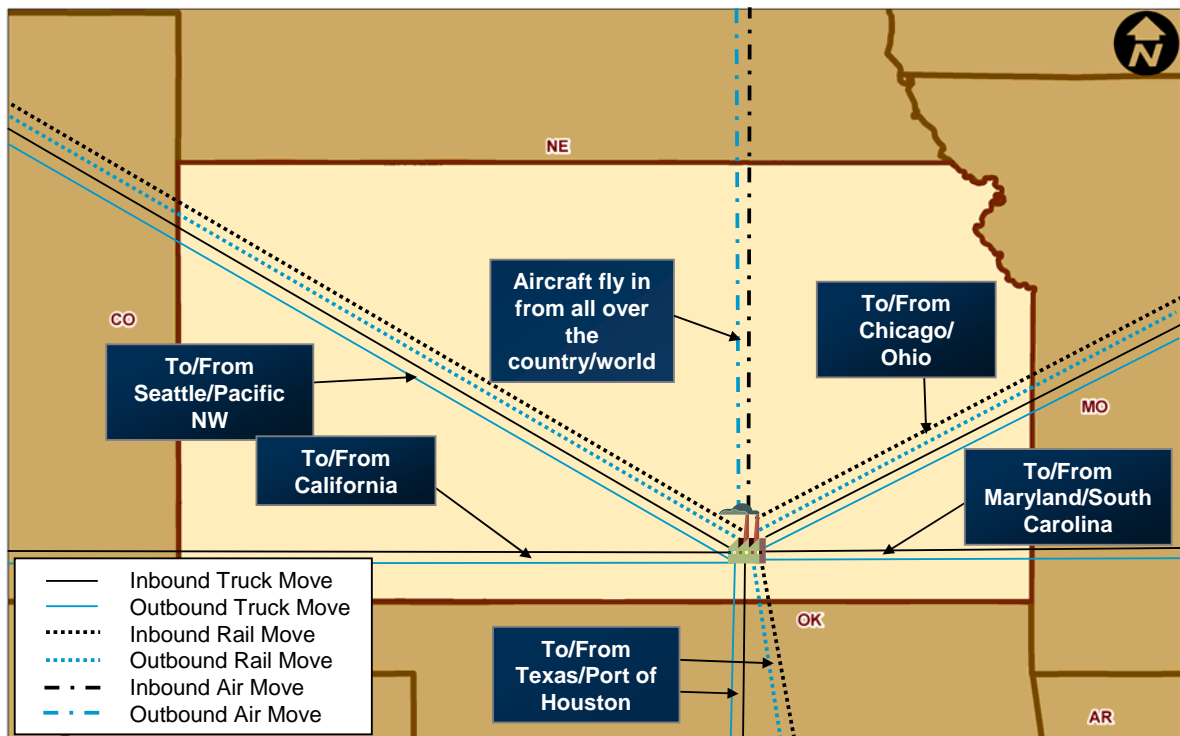 N
NE
Aircraft fly in
from all over
the
country/world
To/From
Chicago/
Ohio
CO
To/From
Seattle/Pacific
NW
MO
To/From
California
To/From
Maryland/South
Carolina
Inbound Truck Move
Outbound Truck Move
Inbound Rail Move
Outbound Rail Move
Inbound Air Move
Outbound Air Move
OK
To/From
Texas/Port of
Houston
AR